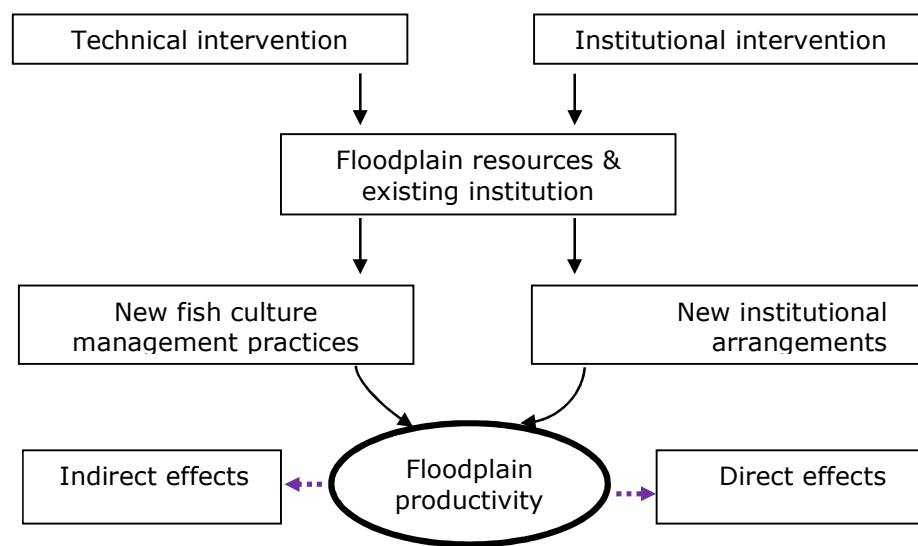 Technical intervention
Institutional intervention
Floodplain resources &
existing institution
New fish culture
management practices
New institutional
arrangements
Floodplain
productivity
Indirect effects
Direct effects